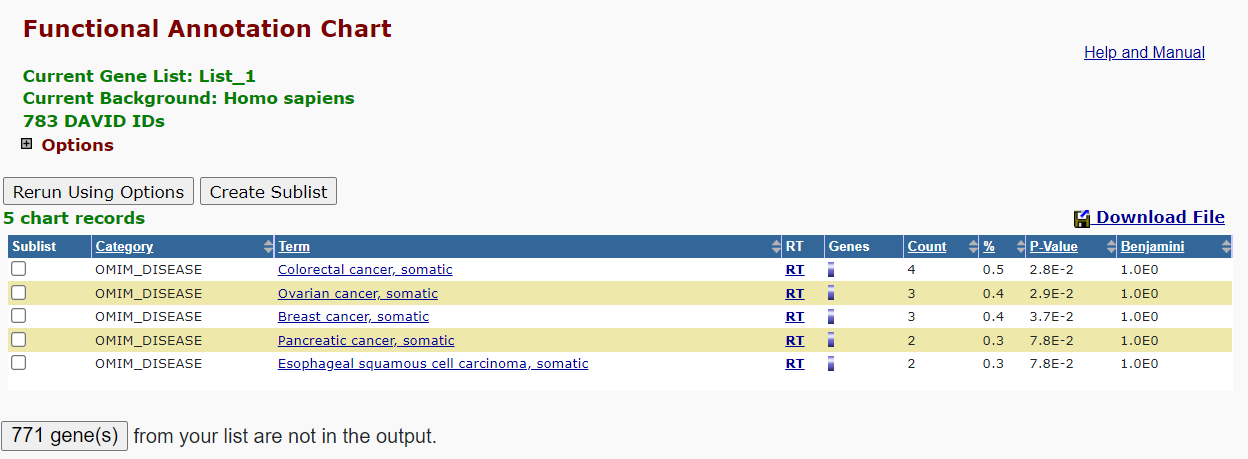 Functional Annotation Chart
Help and Manual
Current Gene List: List_1
Current Background: Homo sapiens
783 DAVID IDs
Options
Rerun Using Options Create Sublist
5 chart records
Download File
Sublist Category Term RT Genes Count % P-Value Benjamini
OMIM_DISEASE Colorectal cancer, somatic RT 4 0.5 2.8E-2 1.0E0
OMIM_DISEASE Ovarian cancer, somatic RT 3 0.4 2.9E-2 1.0E0
OMIM_DISEASE Breast cancer, somatic RT 3 0.4 3.7E-2 1.0E0
OMIM_DISEASE Pancreatic cancer, somatic RT 2 0.3 7.8E-2 1.0E0
OMIM_DISEASE Esophageal squamous cell carcinoma, somatic RT 2 0.3 7.8E-2 1.0E0
771 gene(s) from your list are not in the output.